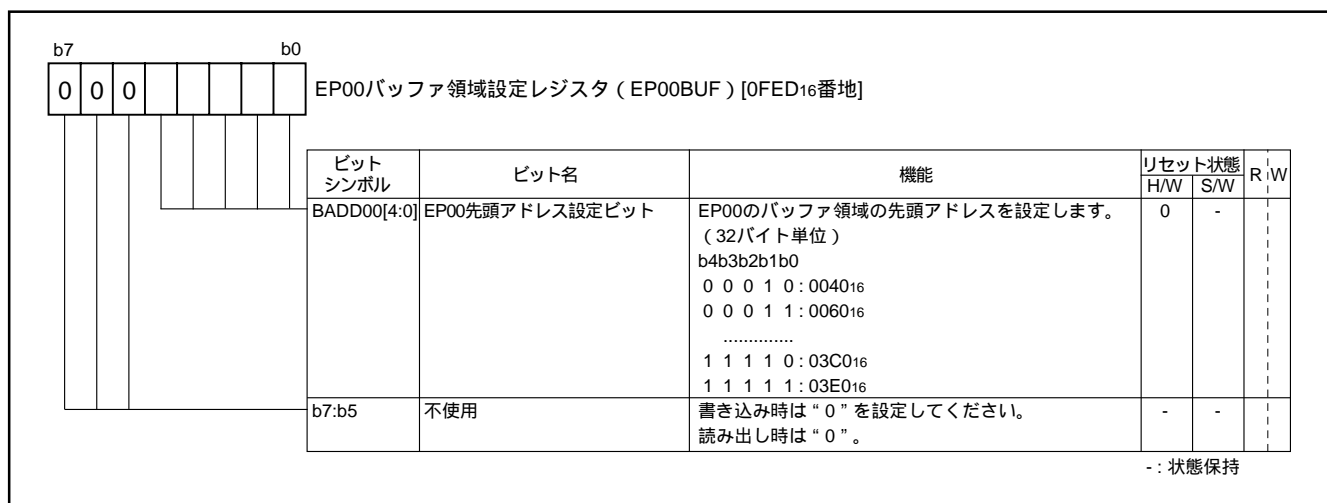 b7 b0
0 0 0 EP00バッファ領域設定レジスタ(EP00BUF)[0FED16番地]
ビット シンボル ビット名 機能 リセット状態 H/W S/W R W
BADD00[4:0] EP00先頭アドレス設定ビット EP00のバッファ領域の先頭アドレスを設定します。 0 -
(32バイト単位)
b4b3b2b1b0
0 0 0 1 0 : 004016
0 0 0 1 1 : 006016
..............
1 1 1 1 0 : 03C016
1 1 1 1 1 : 03E016
b7:b5 不使用 書き込み時は“0”を設定してください。 - -
読み出し時は“0”。
- : 状態保持